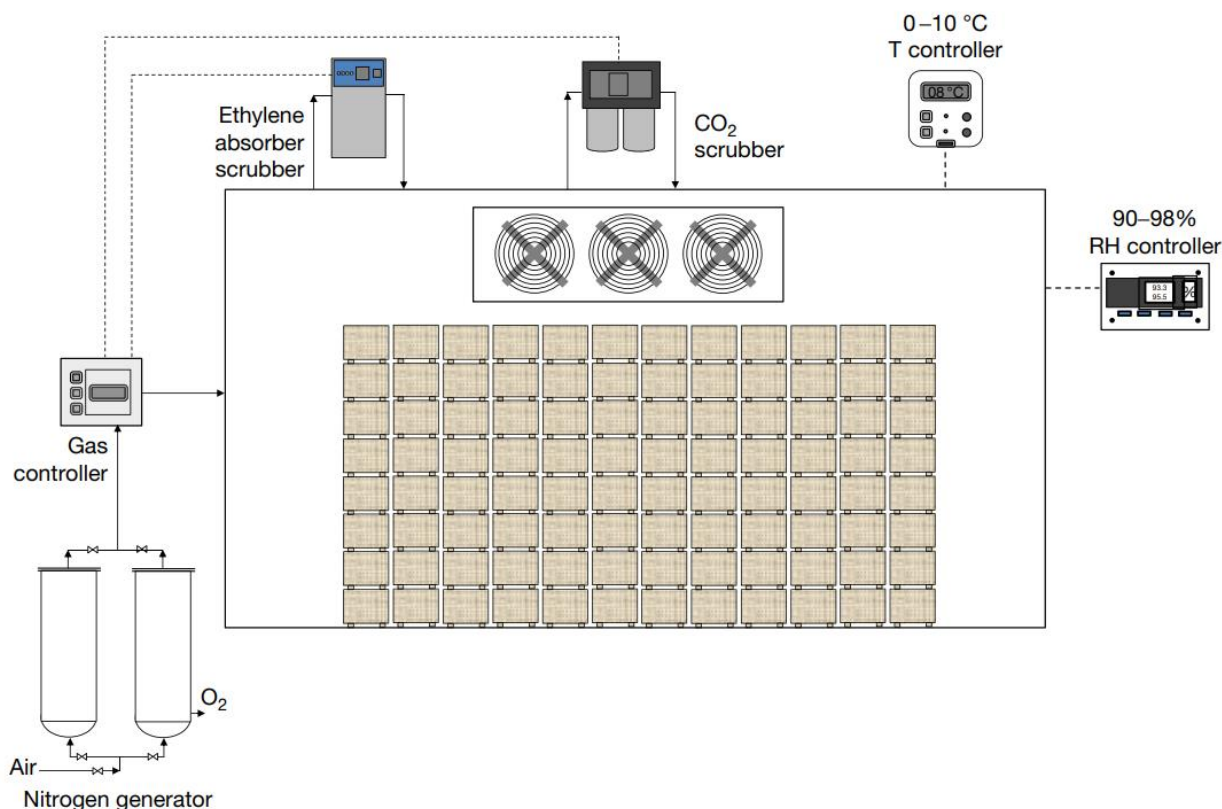 0–10 °C
T controller
08 °C
Ethylene
absorber
scrubber
CO2
scrubber
90–98%
RH controller
93.3
95.5
%
Gas
controller
O2
Air
Nitrogen generator